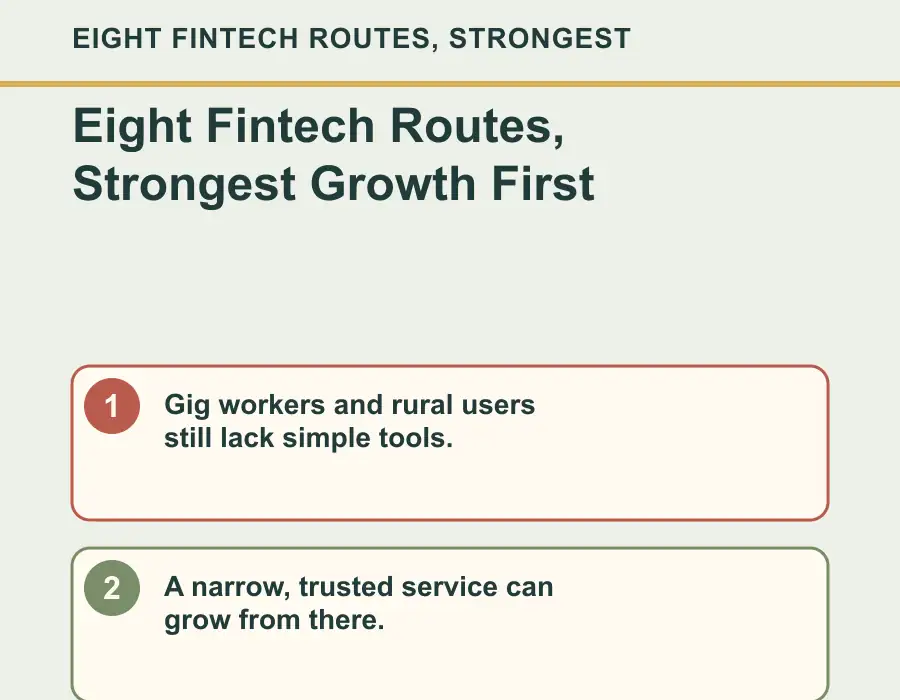 EIGHT FINTECH ROUTES, STRONGEST
Eight Fintech Routes,
Strongest Growth First
1
Gig workers and rural users
still lack simple tools.
2
A narrow, trusted service can
grow from there.